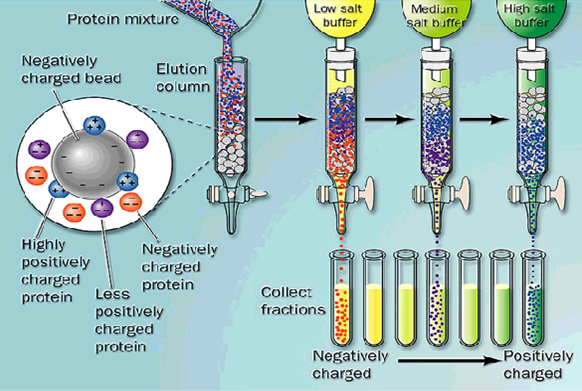 Protein mixture
Low salt
buffer
Medium
salt buffer
High salt
buffer
Negatively
charged bead
Elution
column
++
++
+
+
– –
– –
– –
Highly
positively
charged
protein
Less
positively
charged
protein
Negatively
charged
protein
Collect
fractions
Negatively
charged
Positively
charged